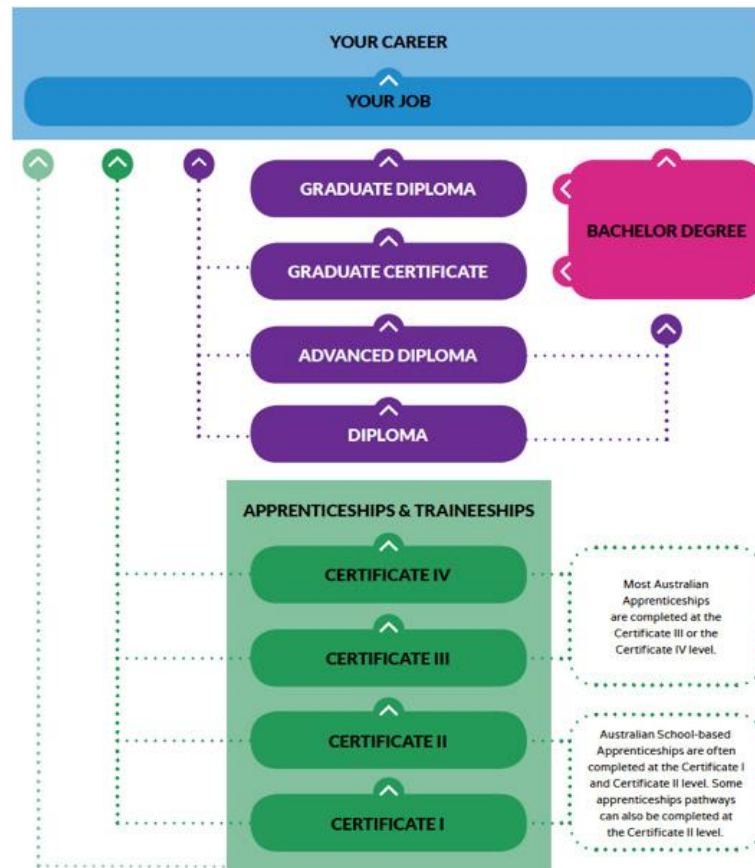 YOUR CAREER
YOUR JOB
GRADUATE DIPLOMA
BACHELOR DEGREE
GRADUATE CERTIFICATE
ADVANCED DIPLOMA
DIPLOMA
APPRENTICESHIPS & TRAINEESHIPS
CERTIFICATE IV
Most Australian
Apprenticeships
are completed at the
Certificate III or the
Certificate IV level.
CERTIFICATE III
CERTIFICATE II
Australian School-based
Apprenticeships are often
completed at the Certificate I
and Certificate II level. Some
apprenticeships pathways
can also be completed at
the Certificate II level.
CERTIFICATE I